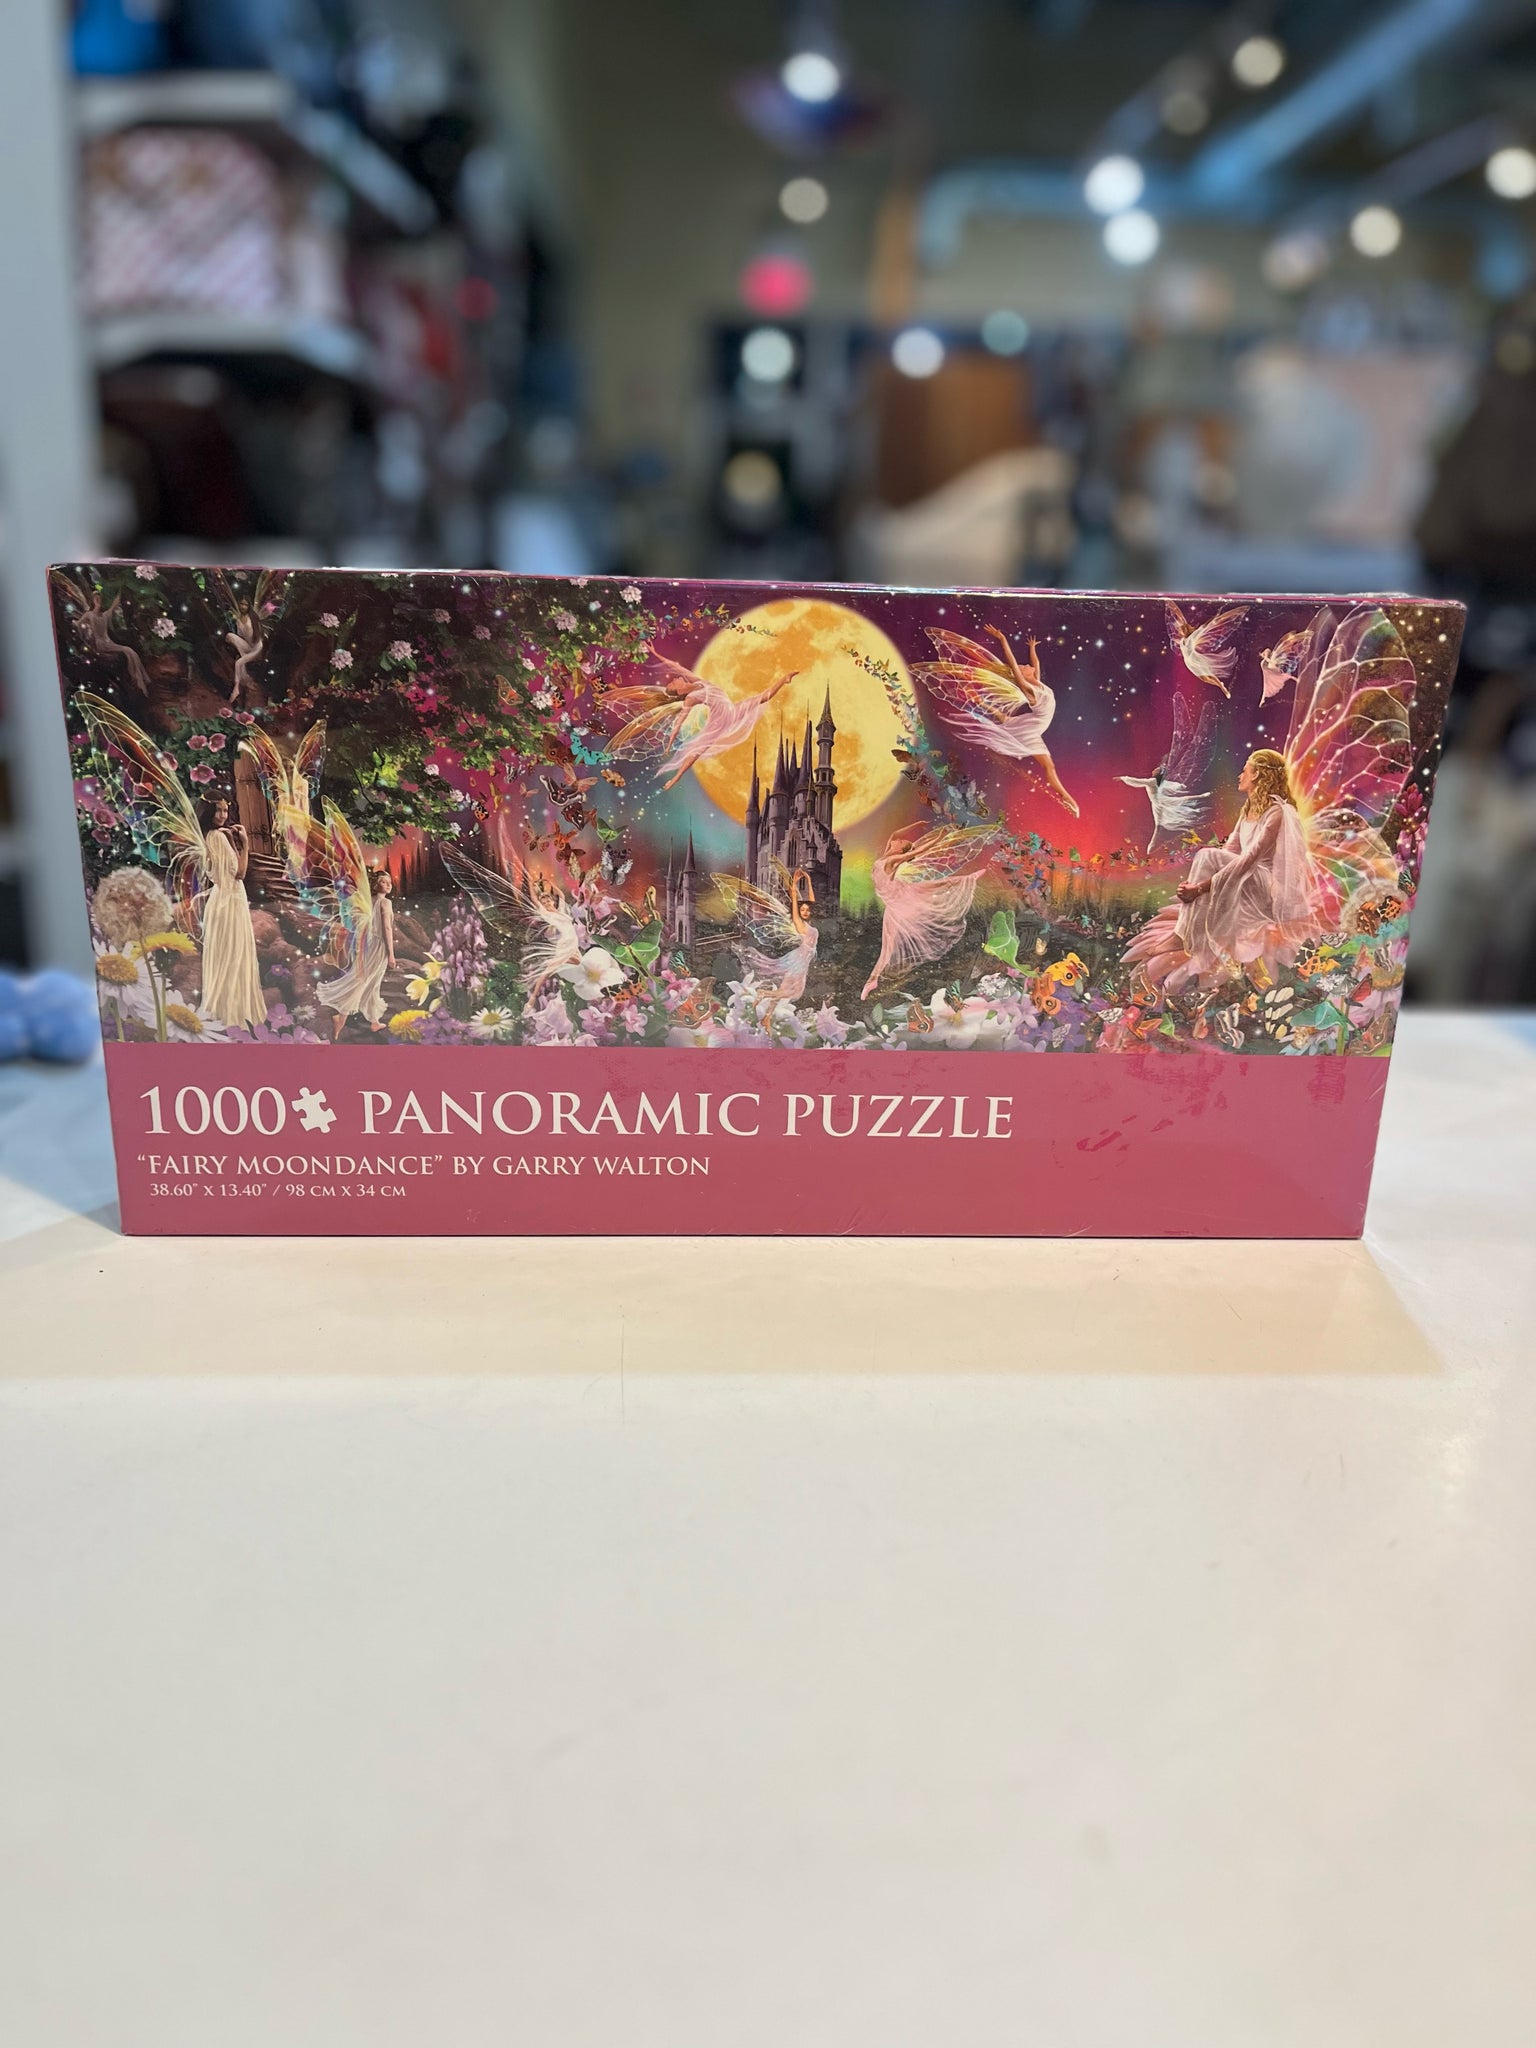 1000 PANORAMIC PUZZLE
"FAIRY MOONDANCE" BY GARRY WALTON
38.60" X 13.40" / 98 CM X 34 CM